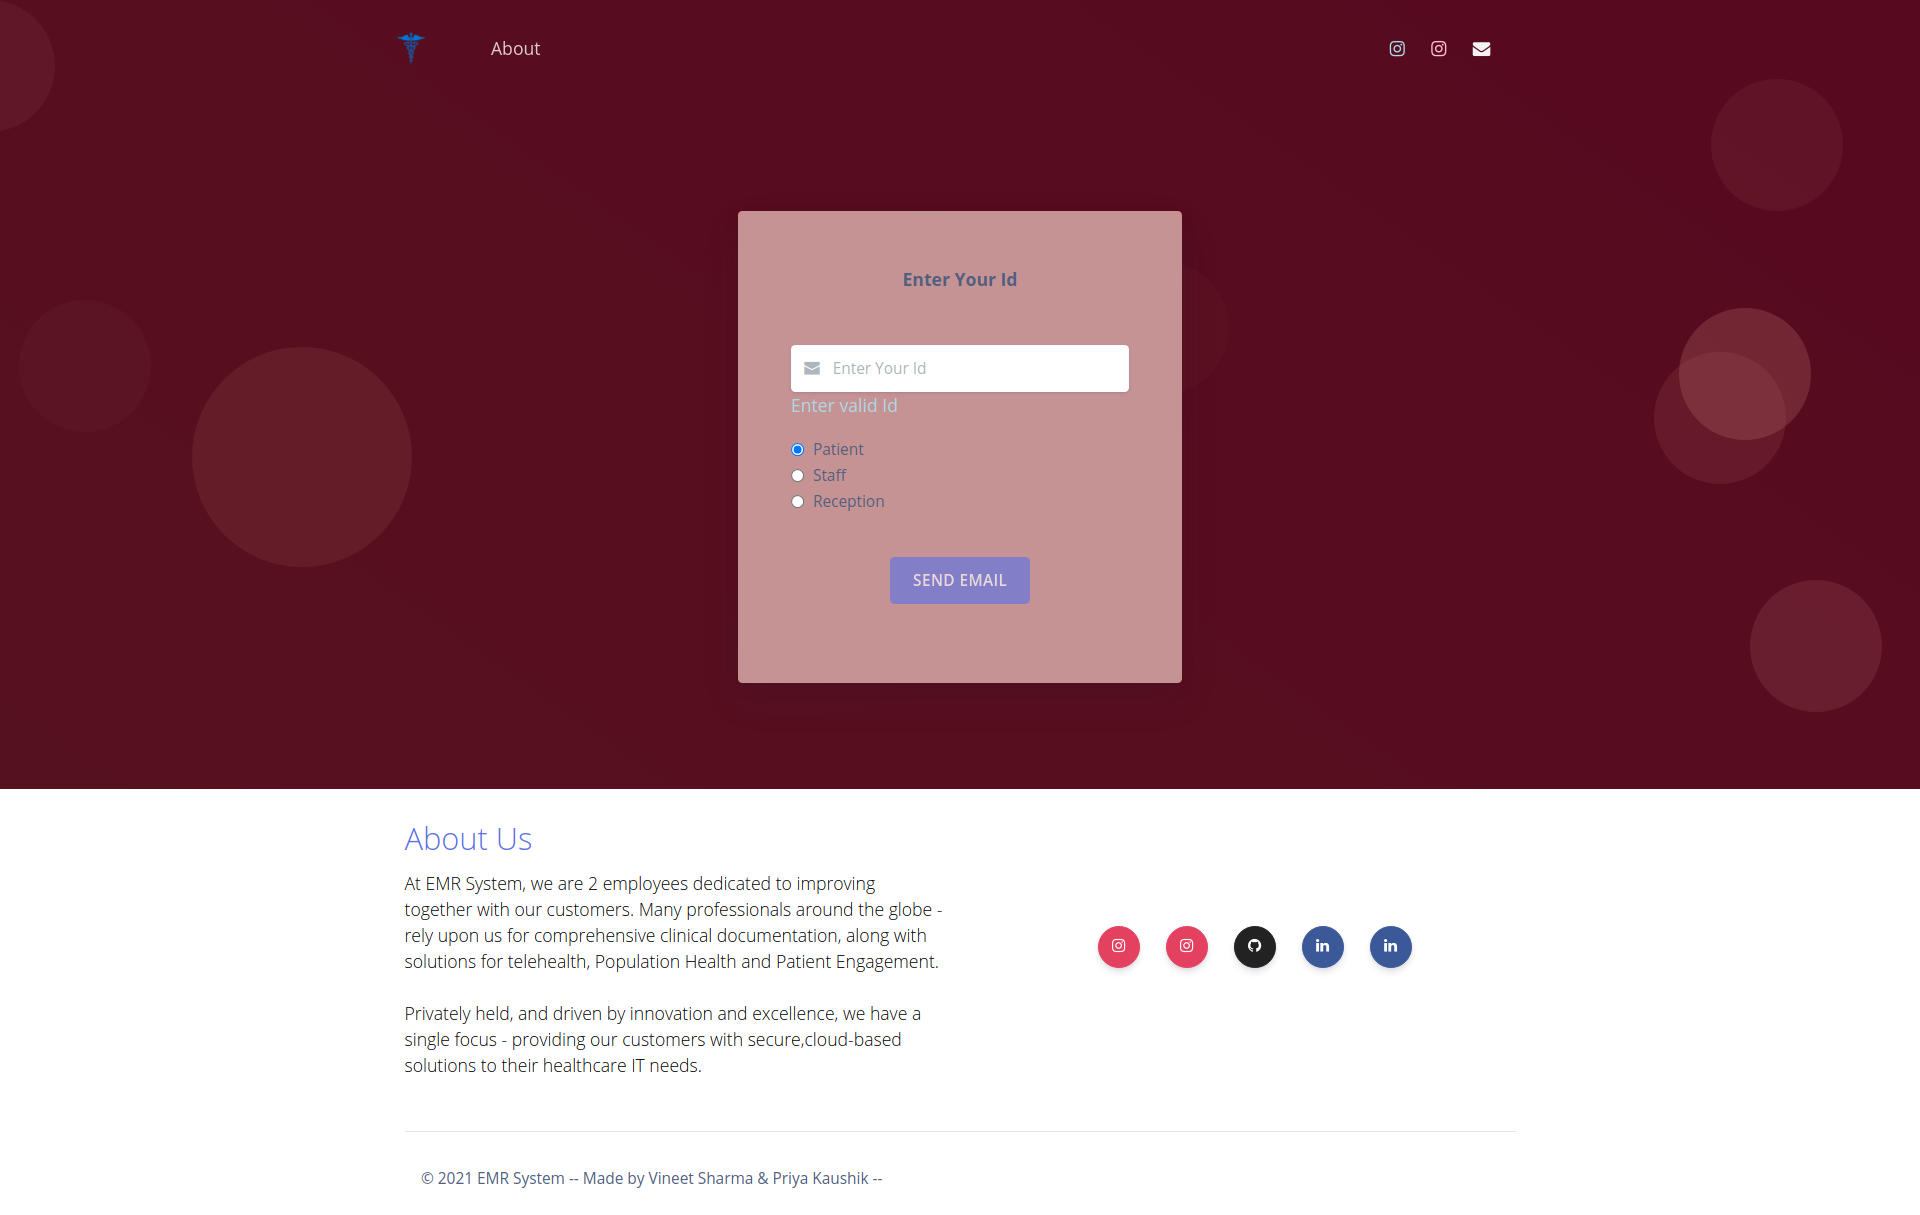 About
Enter Your Id
Enter Your Id
Enter valid Id
Patient
Staff
Reception
SEND EMAIL
About Us
At EMR System, we are 2 employees dedicated to improving
together with our customers. Many professionals around the globe -
rely upon us for comprehensive clinical documentation, along with
solutions for telehealth, Population Health and Patient Engagement.
Privately held, and driven by innovation and excellence, we have a
single focus - providing our customers with secure,cloud-based
solutions to their healthcare IT needs.
© 2021 EMR System -- Made by Vineet Sharma & Priya Kaushik --